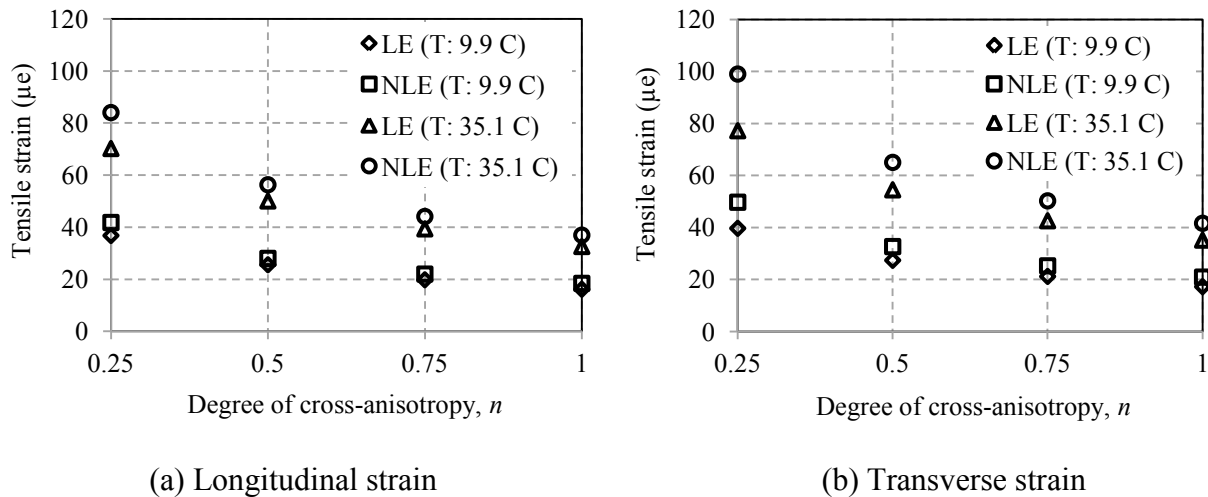 120
100
80
60
40
20
0
Tensile strain (µe)
LE (T: 9.9 C)
NLE (T: 9.9 C)
LE (T: 35.1 C)
NLE (T: 35.1 C)
0.25 0.5 0.75 1
Degree of cross-anisotropy, n
(a) Longitudinal strain
120
100
80
60
40
20
0
Tensile strain (µe)
LE (T: 9.9 C)
NLE (T: 9.9 C)
LE (T: 35.1 C)
NLE (T: 35.1 C)
0.25 0.5 0.75 1
Degree of cross-anisotropy, n
(b) Transverse strain